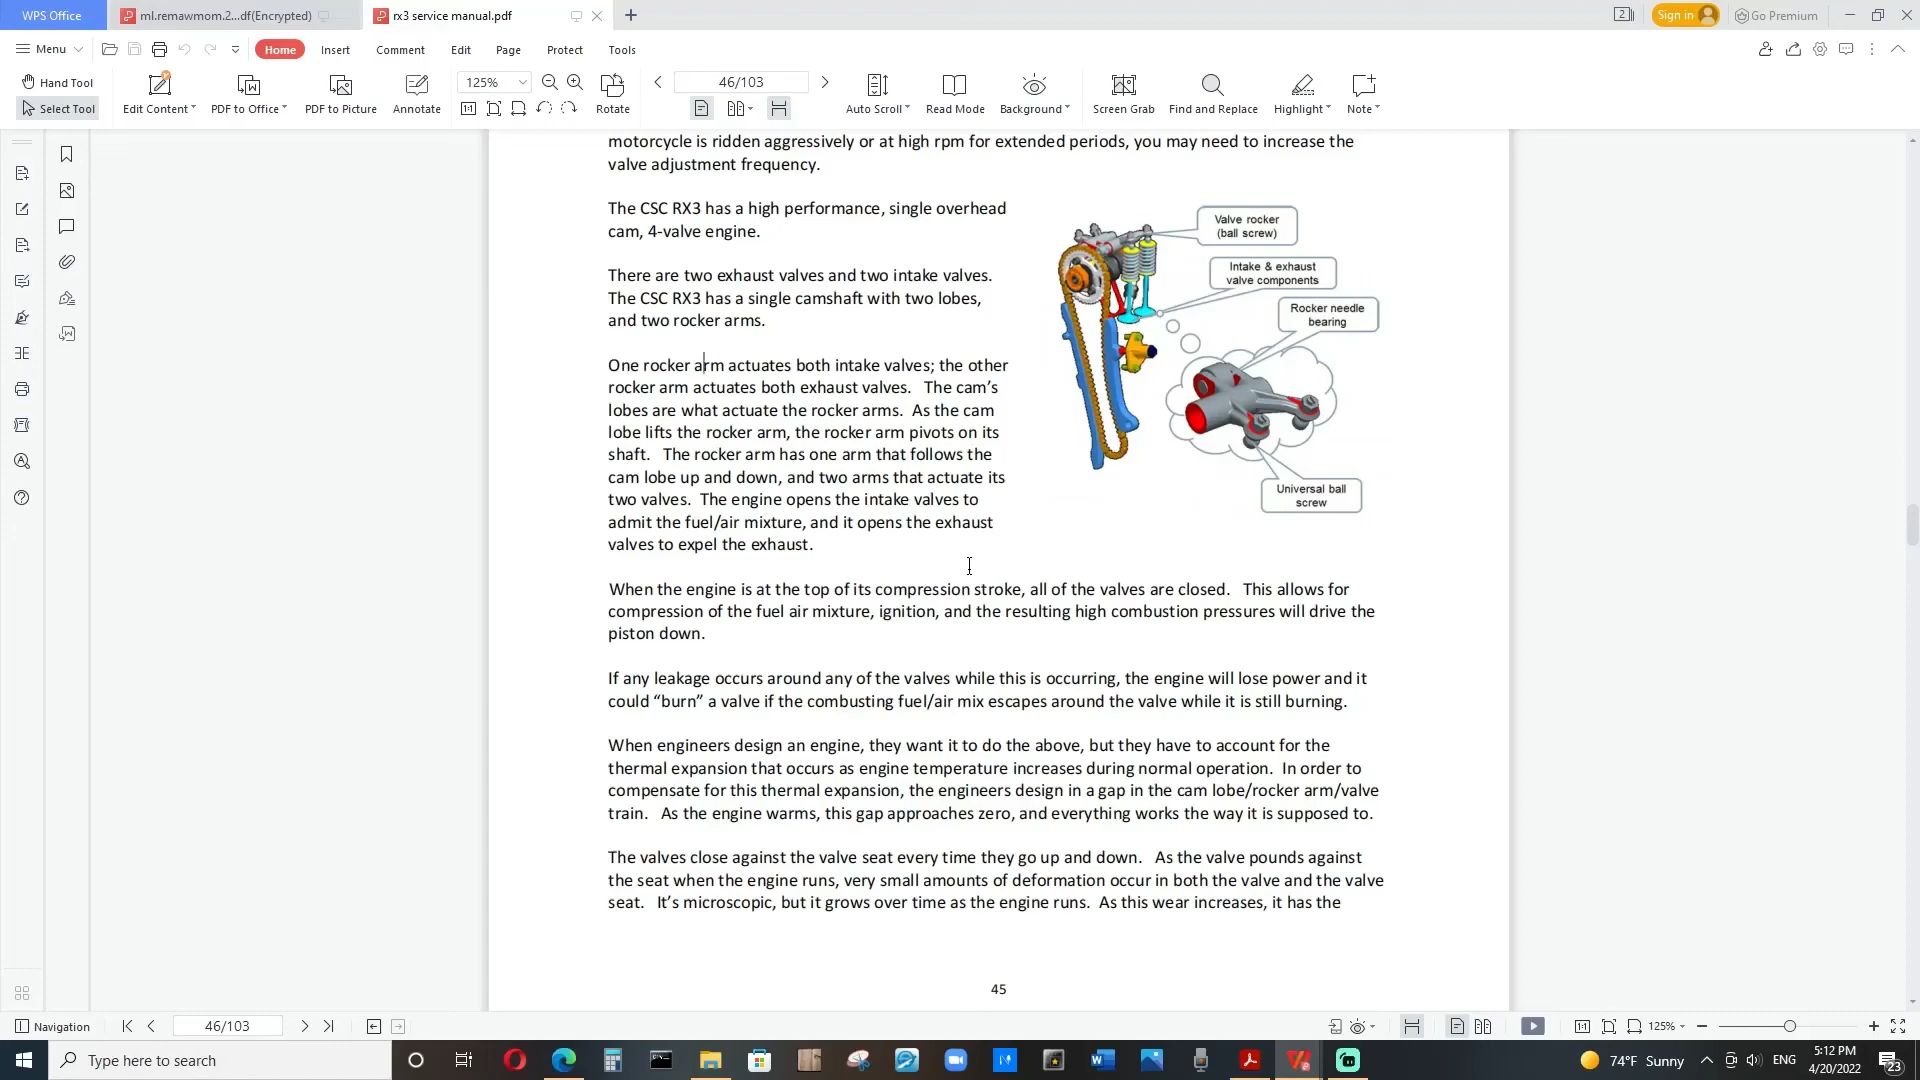 WPS Office
ml.remawmom.2...df(Encrypted)
rx3 service manual.pdf
2
Sign in
Go Premium
Menu
Home
Insert
Comment
Edit
Page
Protect
Tools
Hand Tool
Select Tool
Edit Content
PDF to Office
PDF to Picture
Annotate
125%
Rotate
46/103
Auto Scroll
Read Mode
Background
Screen Grab
Find and Replace
Highlight
Note
motorcycle is ridden aggressively or at high rpm for extended periods, you may need to increase the
valve adjustment frequency.
The CSC RX3 has a high performance, single overhead
cam, 4-valve engine.
There are two exhaust valves and two intake valves.
The CSC RX3 has a single camshaft with two lobes,
and two rocker arms.
One rocker arm actuates both intake valves; the other
rocker arm actuates both exhaust valves. The cam’s
lobes are what actuate the rocker arms. As the cam
lobe lifts the rocker arm, the rocker arm pivots on its
shaft. The rocker arm has one arm that follows the
cam lobe up and down, and two arms that actuate its
two valves. The engine opens the intake valves to
admit the fuel/air mixture, and it opens the exhaust
valves to expel the exhaust.
Valve rocker
(ball screw)
Intake & exhaust
valve components
Rocker needle
bearing
Universal ball
screw
When the engine is at the top of its compression stroke, all of the valves are closed. This allows for
compression of the fuel air mixture, ignition, and the resulting high combustion pressures will drive the
piston down.
If any leakage occurs around any of the valves while this is occurring, the engine will lose power and it
could “burn” a valve if the combusting fuel/air mix escapes around the valve while it is still burning.
When engineers design an engine, they want it to do the above, but they have to account for the
thermal expansion that occurs as engine temperature increases during normal operation. In order to
compensate for this thermal expansion, the engineers design in a gap in the cam lobe/rocker arm/valve
train. As the engine warms, this gap approaches zero, and everything works the way it is supposed to.
The valves close against the valve seat every time they go up and down. As the valve pounds against
the seat when the engine runs, very small amounts of deformation occur in both the valve and the valve
seat. It’s microscopic, but it grows over time as the engine runs. As this wear increases, it has the
45
Navigation
46/103
125%
Type here to search
74°F Sunny
ENG
5:12 PM
4/20/2022
23